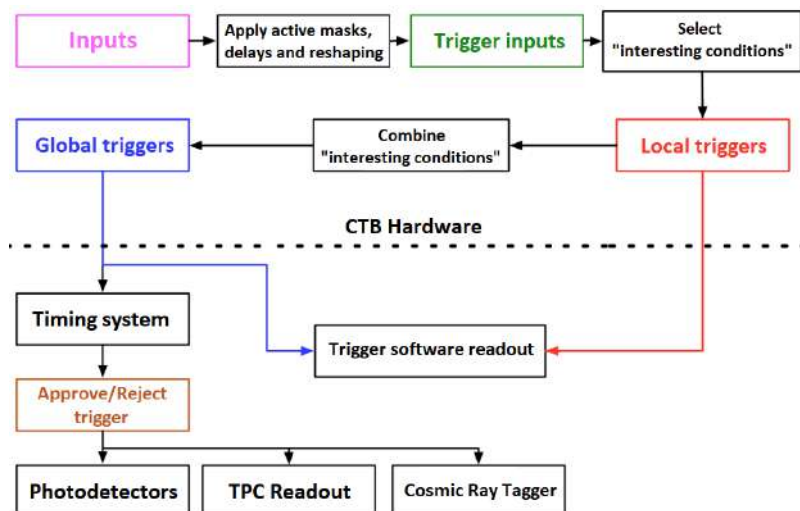 Inputs
Apply active masks,
delays and reshaping
Trigger inputs
Select
"interesting conditions"
Global triggers
Combine
"interesting conditions"
Local triggers
CTB Hardware
Timing system
Trigger software readout
Approve/Reject
trigger
Photodetectors
TPC Readout
Cosmic Ray Tagger